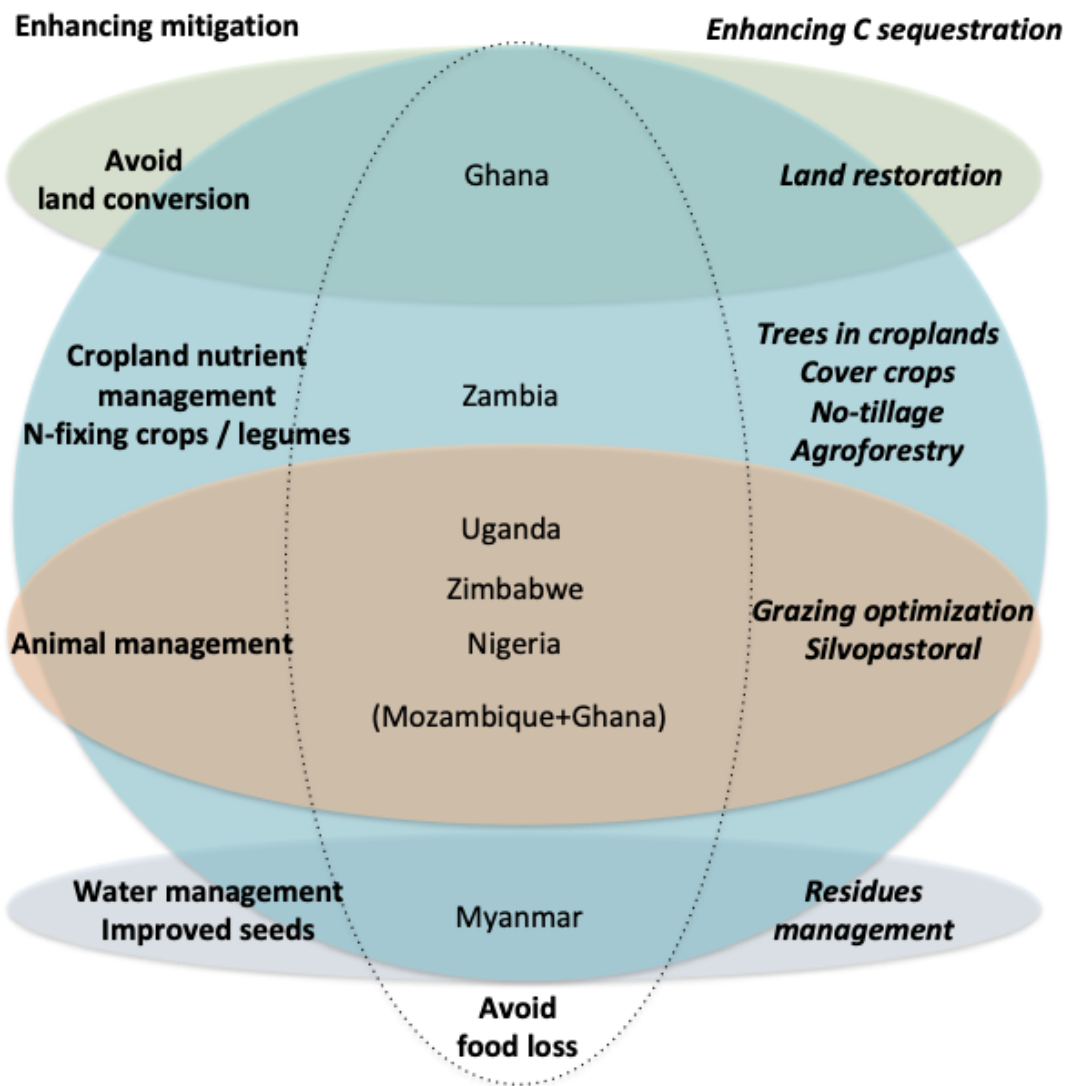 Enhancing mitigation
Enhancing C sequestration
Avoid
land conversion
Ghana
Land restoration
Cropland nutrient
management
N-fixing crops / legumes
Zambia
Trees in croplands
Cover crops
No-tillage
Agroforestry
Uganda
Zimbabwe
Nigeria
(Mozambique+Ghana)
Animal management
Grazing optimization
Silvopastoral
Water management
Improved seeds
Myanmar
Residues
management
Avoid
food loss